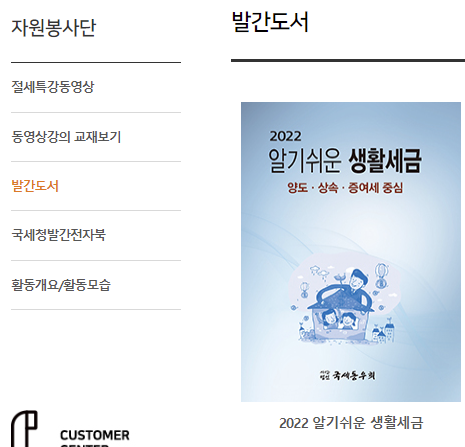 자원봉사단
절세특강동영상
동영상강의 교재보기
발간도서
국세청발간전자북
활동개요/활동모습
CUSTOMER
CENTER
발간도서
2022
알기쉬운 생활세금
양도 · 상속 · 증여세 중심
사단법인 국세동우회
2022 알기쉬운 생활세금